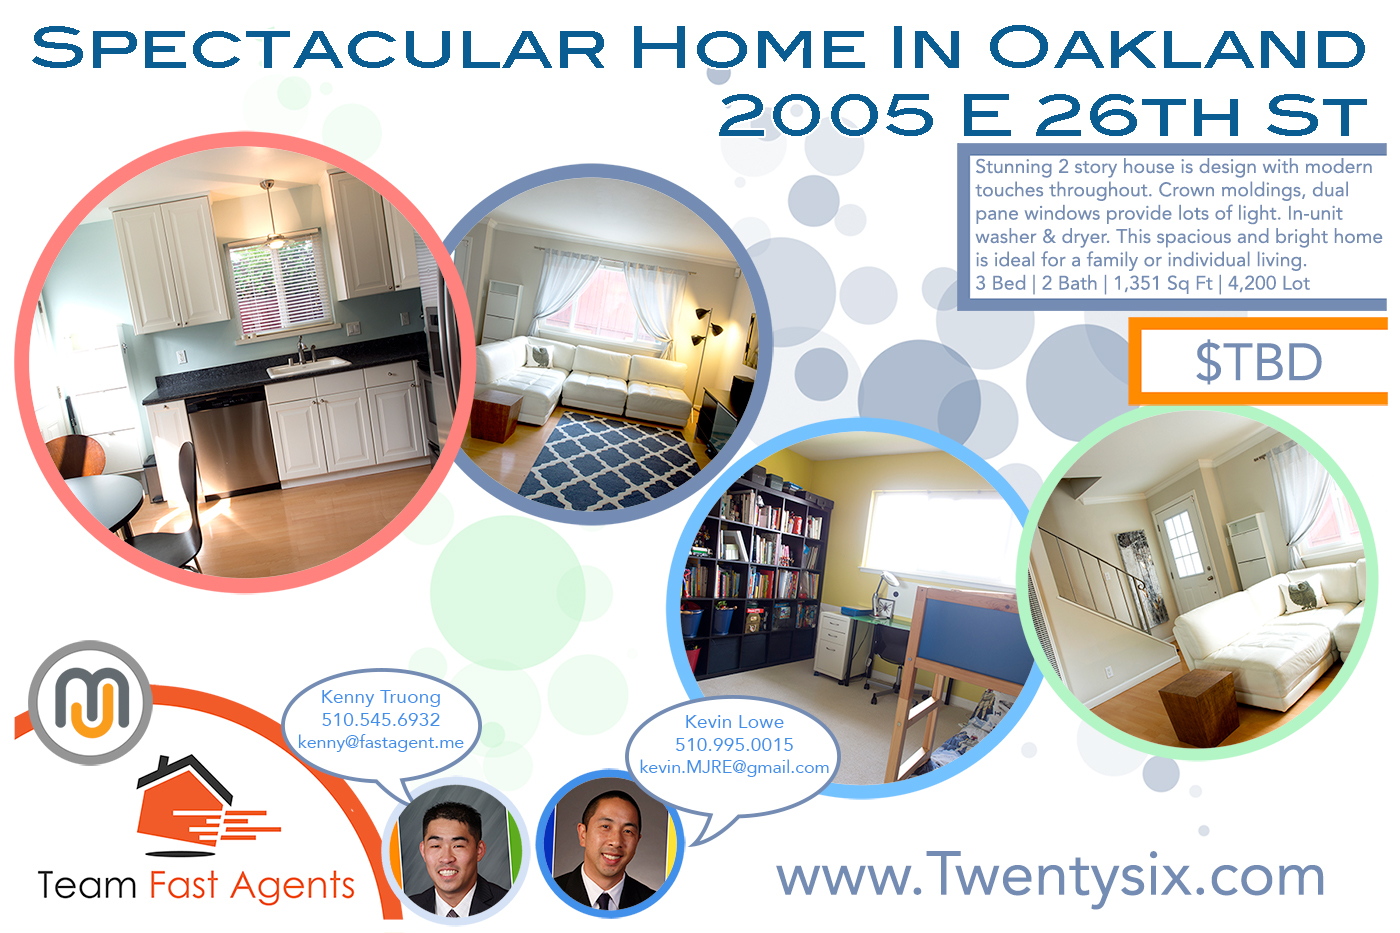 Spectacular Home In Oakland
2005 E 26th St
Stunning 2 story house is design with modern
touches throughout. Crown moldings, dual
pane windows provide lots of light. In-unit
washer & dryer. This spacious and bright home
is ideal for a family or individual living.
3 Bed | 2 Bath | 1,351 Sq Ft | 4,200 Lot
$TBD
Kenny Truong
510.545.6932
kenny@fastagent.me
Kevin Lowe
510.995.0015
kevin.MJRE@gmail.com
Team Fast Agents
www.Twentysix.com